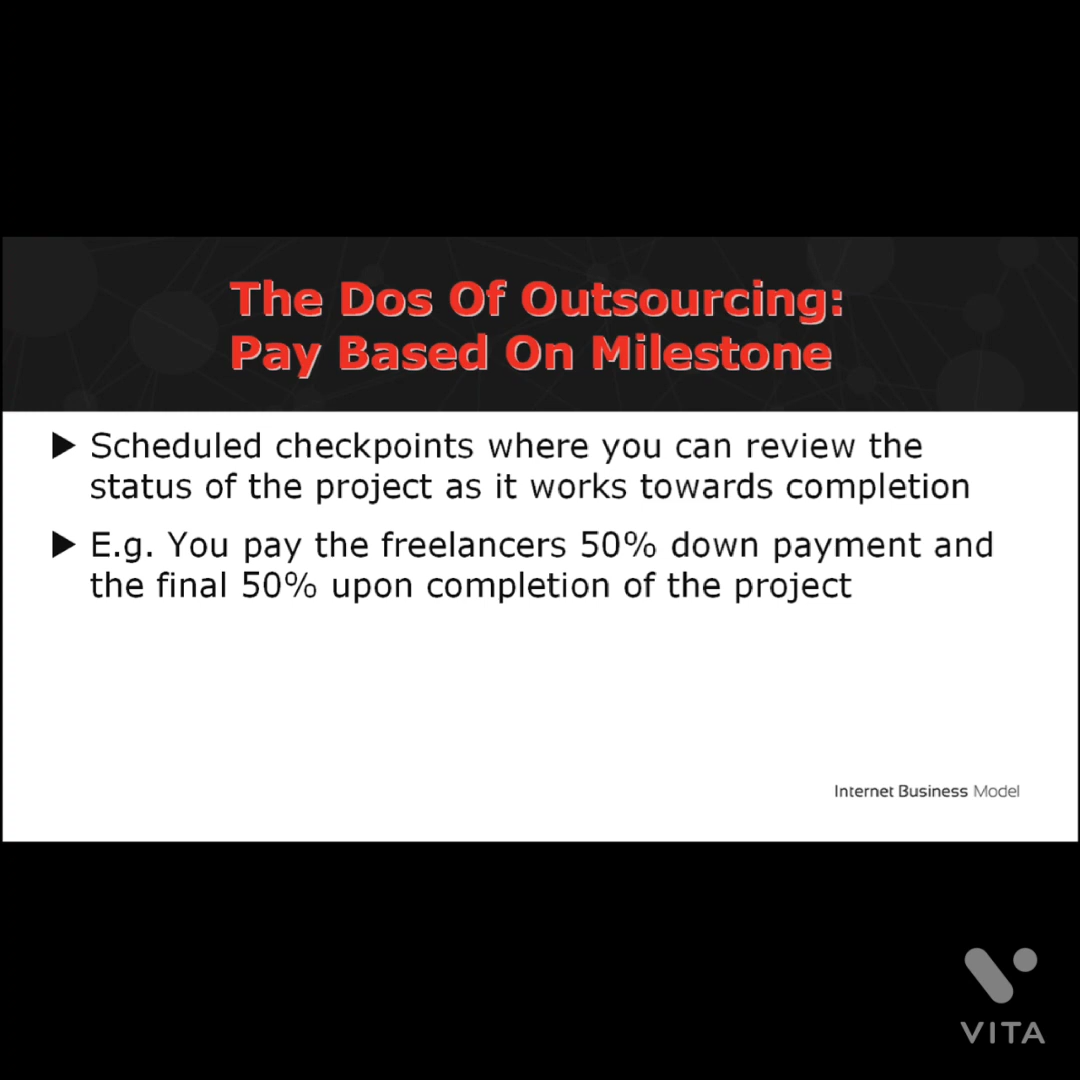 The Dos Of Outsourcing:
Pay Based On Milestone
▶ Scheduled checkpoints where you can review the
status of the project as it works towards completion
▶ E.g. You pay the freelancers 50% down payment and
the final 50% upon completion of the project
Internet Business Model
VITA